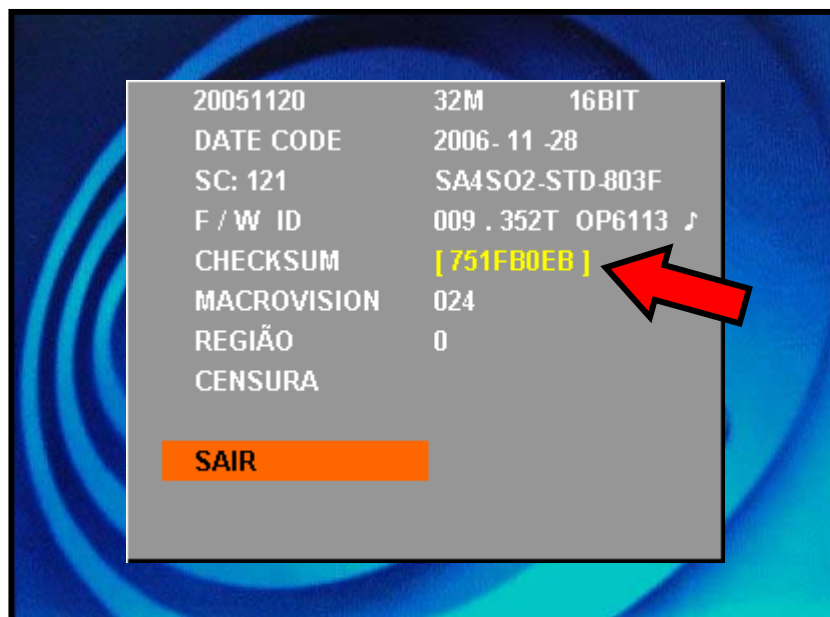 20051120 32M 16BIT
DATE CODE 2006- 11 -28
SC: 121 SA4SO2-STD-803F
F / W ID 009 . 352T OP6113 ♪
CHECKSUM [ 751FB0EB ]
MACROVISION 024
REGIÃO 0
CENSURA
SAIR